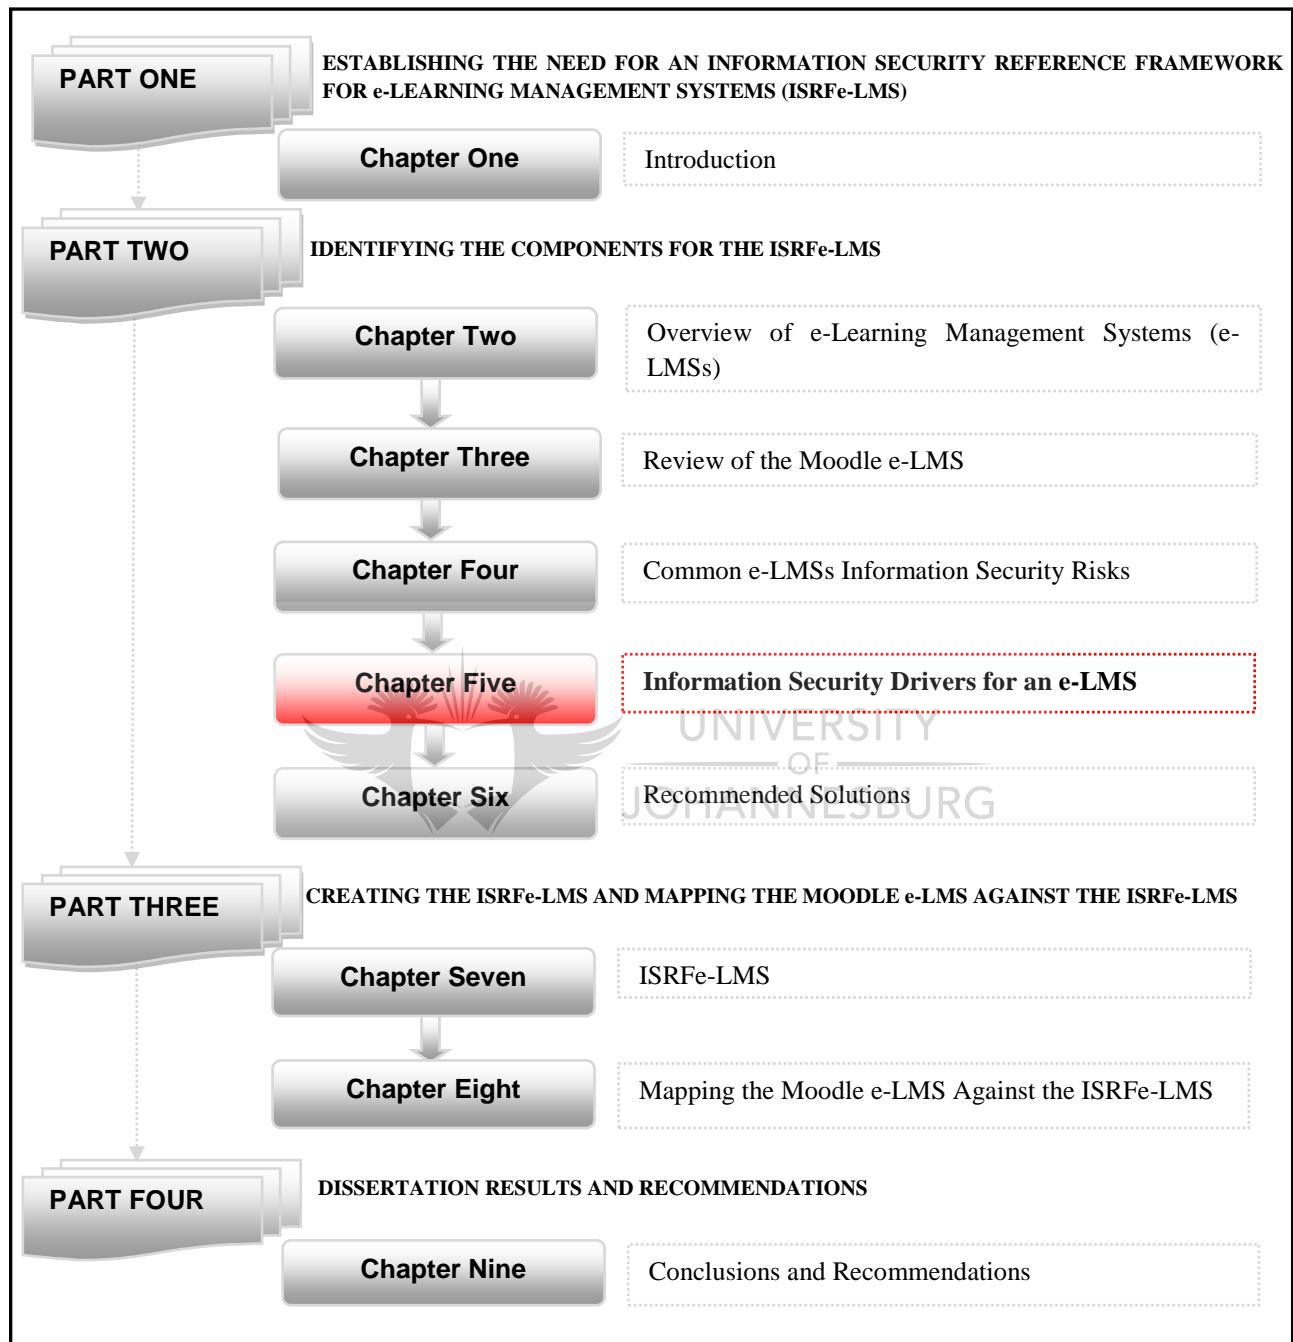 PART ONE
ESTABLISHING THE NEED FOR AN INFORMATION SECURITY REFERENCE FRAMEWORK
FOR e-LEARNING MANAGEMENT SYSTEMS (ISRFe-LMS)
Chapter One
Introduction
PART TWO
IDENTIFYING THE COMPONENTS FOR THE ISRFe-LMS
Chapter Two
Overview of e-Learning Management Systems (e-
LMSs)
Chapter Three
Review of the Moodle e-LMS
Chapter Four
Common e-LMSs Information Security Risks
Chapter Five
Information Security Drivers for an e-LMS
UNIVERSITY
OF
JOHANNESBURG
Chapter Six
Recommended Solutions
PART THREE
CREATING THE ISRFe-LMS AND MAPPING THE MOODLE e-LMS AGAINST THE ISRFe-LMS
Chapter Seven
ISRFe-LMS
Chapter Eight
Mapping the Moodle e-LMS Against the ISRFe-LMS
PART FOUR
DISSERTATION RESULTS AND RECOMMENDATIONS
Chapter Nine
Conclusions and Recommendations